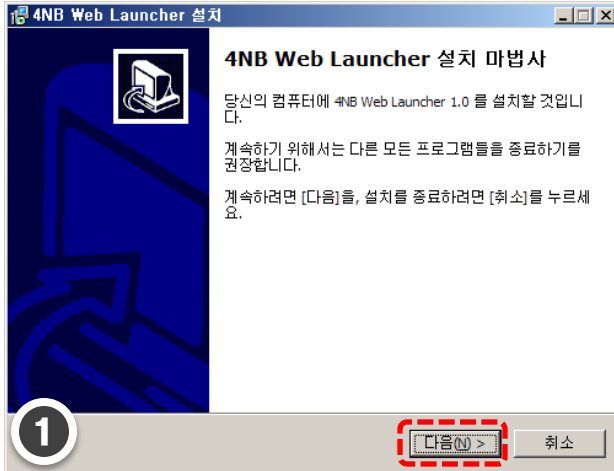 4NB Web Launcher 설치
4NB Web Launcher 설치 마법사
당신의 컴퓨터에 4NB Web Launcher 1.0 를 설치할 것입니
다.
계속하기 위해서는 다른 모든 프로그램들을 종료하기를
권장합니다.
계속하려면 [다음]을, 설치를 종료하려면 [취소]를 누르세
요.
1
다음(N) >
취소